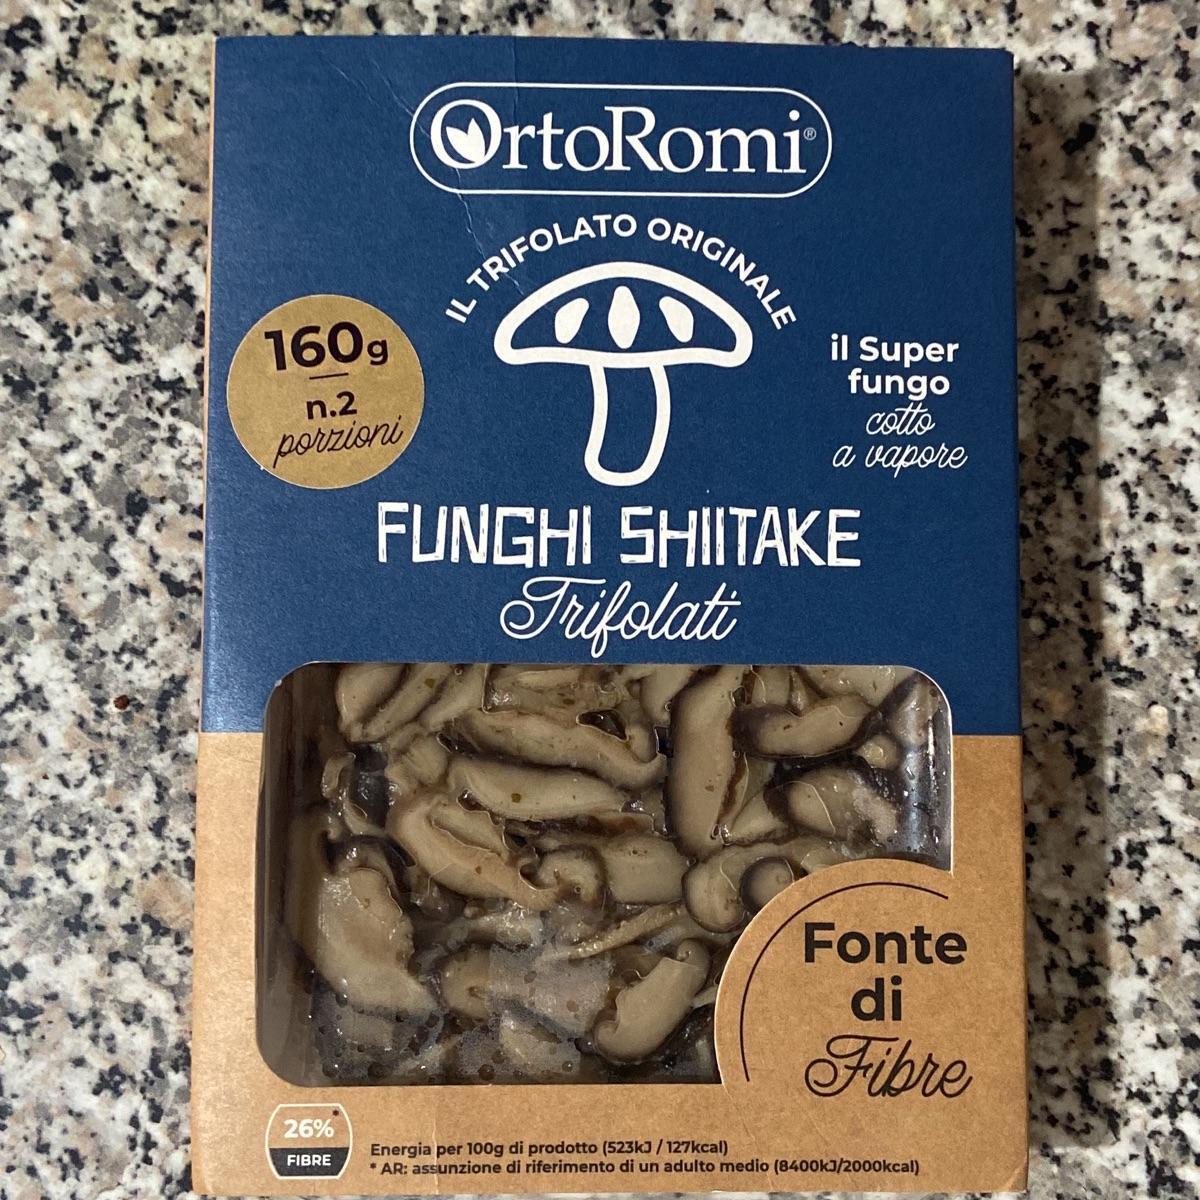 OrtoRomi®
IL TRIFOLATO ORIGINALE
160g
n.2
porzioni
il Super
fungo
cotto
a vapore
FUNGHI SHIITAKE
Trifolati
Fonte
di
Fibre
26%*
FIBRE
Energia per 100g di prodotto (523kJ / 127kcal)
* AR: assunzione di riferimento di un adulto medio (8400kJ/2000kcal)